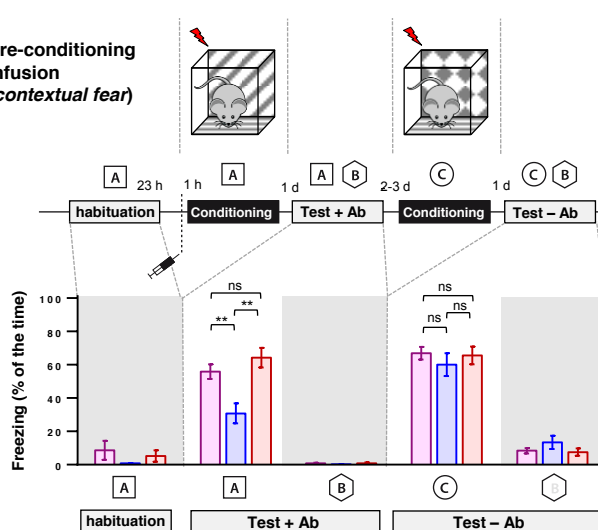 re-conditioning
nfusion
contextual fear)
A 23 h 1 h A 1 d A B 2-3 d C 1 d C B
habituation Conditioning Test + Ab Conditioning Test – Ab
Freezing (% of the time)
100
80
60
40
20
0
ns
** **
ns
ns ns
A A B C B
habituation Test + Ab Test – Ab